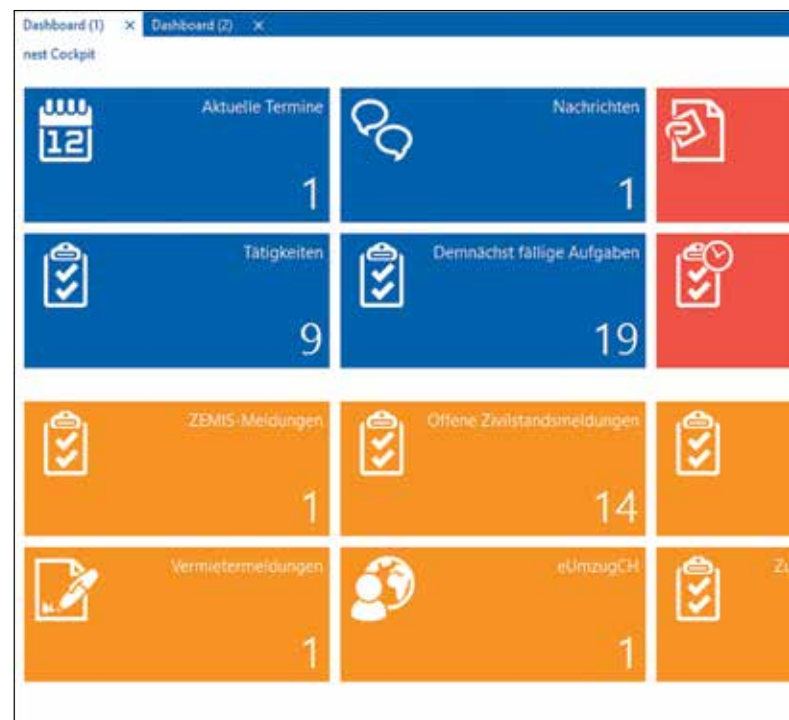 Dashboard (1) × Dashboard (2) ×
nest Cockpit
12
Aktuelle Termine
1
Nachrichten
1
Tätigkeiten
9
Demnächst fällige Aufgaben
19
ZEMIS-Meldungen
1
Offene Zivilstandsmeldungen
14
Vermietermeldungen
1
eUmzugCH
1
Zu